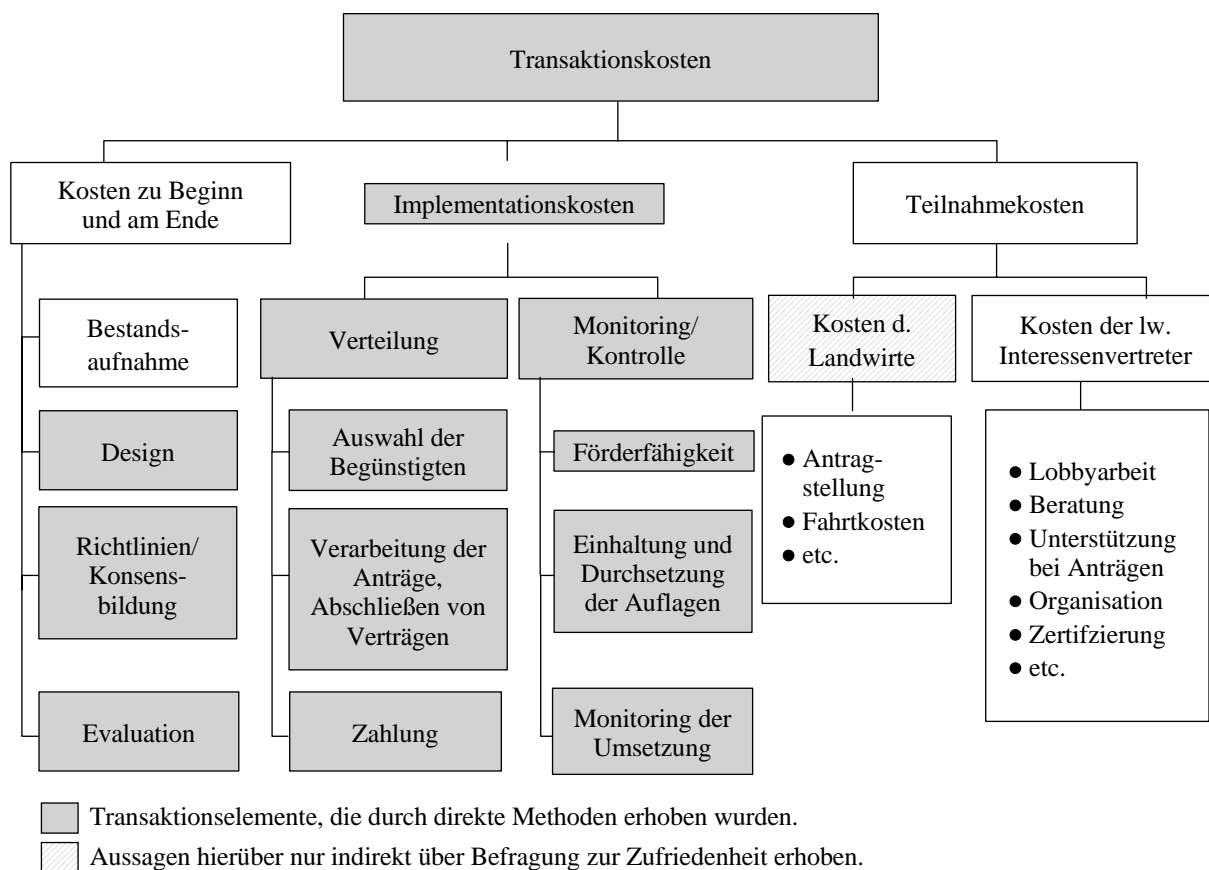 Transaktionskosten
Kosten zu Beginn
und am Ende
Implementationskosten
Teilnahmekosten
Bestands-
aufnahme
Design
Richtlinien/
Konsens-
bildung
Evaluation
Verteilung
Auswahl der
Begünstigten
Verarbeitung der
Anträge,
Abschließen von
Verträgen
Zahlung
Monitoring/
Kontrolle
Förderfähigkeit
Einhaltung und
Durchsetzung
der Auflagen
Monitoring der
Umsetzung
Kosten d.
Landwirte
● Antrag-
stellung
● Fahrtkosten
● etc.
Kosten der lw.
Interessenvertreter
● Lobbyarbeit
● Beratung
● Unterstützung
bei Anträgen
● Organisation
● Zertifzierung
● etc.
Transaktionselemente, die durch direkte Methoden erhoben wurden.
Aussagen hierüber nur indirekt über Befragung zur Zufriedenheit erhoben.